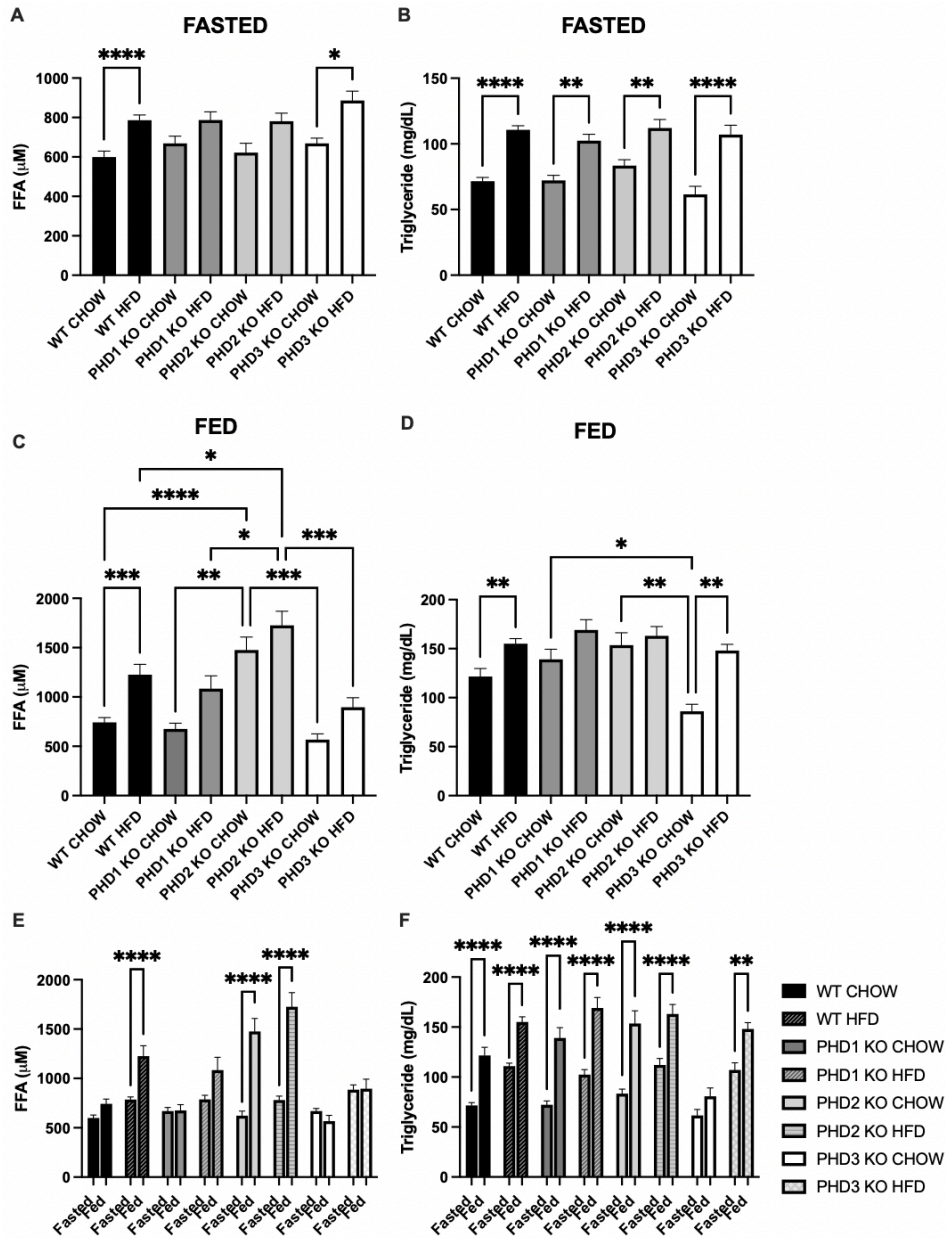 A
FASTED
****
*
FFA (μM)
1000
800
600
400
200
0
WT CHOW
WT HFD
PHD1 KO CHOW
PHD1 KO HFD
PHD2 KO CHOW
PHD2 KO HFD
PHD3 KO CHOW
PHD3 KO HFD
B
FASTED
****
**
**
****
Triglyceride (mg/dL)
150
100
50
0
WT CHOW
WT HFD
PHD1 KO CHOW
PHD1 KO HFD
PHD2 KO CHOW
PHD2 KO HFD
PHD3 KO CHOW
PHD3 KO HFD
C
FED
*
****
*
***
***
**
***
FFA (μM)
2000
1500
1000
500
0
WT CHOW
WT HFD
PHD1 KO CHOW
PHD1 KO HFD
PHD2 KO CHOW
PHD2 KO HFD
PHD3 KO CHOW
PHD3 KO HFD
D
FED
*
**
**
**
Triglyceride (mg/dL)
200
150
100
50
0
WT CHOW
WT HFD
PHD1 KO CHOW
PHD1 KO HFD
PHD2 KO CHOW
PHD2 KO HFD
PHD3 KO CHOW
PHD3 KO HFD
E
****
****
****
FFA (μM)
2000
1500
1000
500
0
Fasted
Fed
Fasted
Fed
Fasted
Fed
Fasted
Fed
Fasted
Fed
Fasted
Fed
Fasted
Fed
Fasted
Fed
F
****
****
****
****
****
****
**
Triglyceride (mg/dL)
200
150
100
50
0
Fasted
Fed
Fasted
Fed
Fasted
Fed
Fasted
Fed
Fasted
Fed
Fasted
Fed
Fasted
Fed
Fasted
Fed
WT CHOW
WT HFD
PHD1 KO CHOW
PHD1 KO HFD
PHD2 KO CHOW
PHD2 KO HFD
PHD3 KO CHOW
PHD3 KO HFD